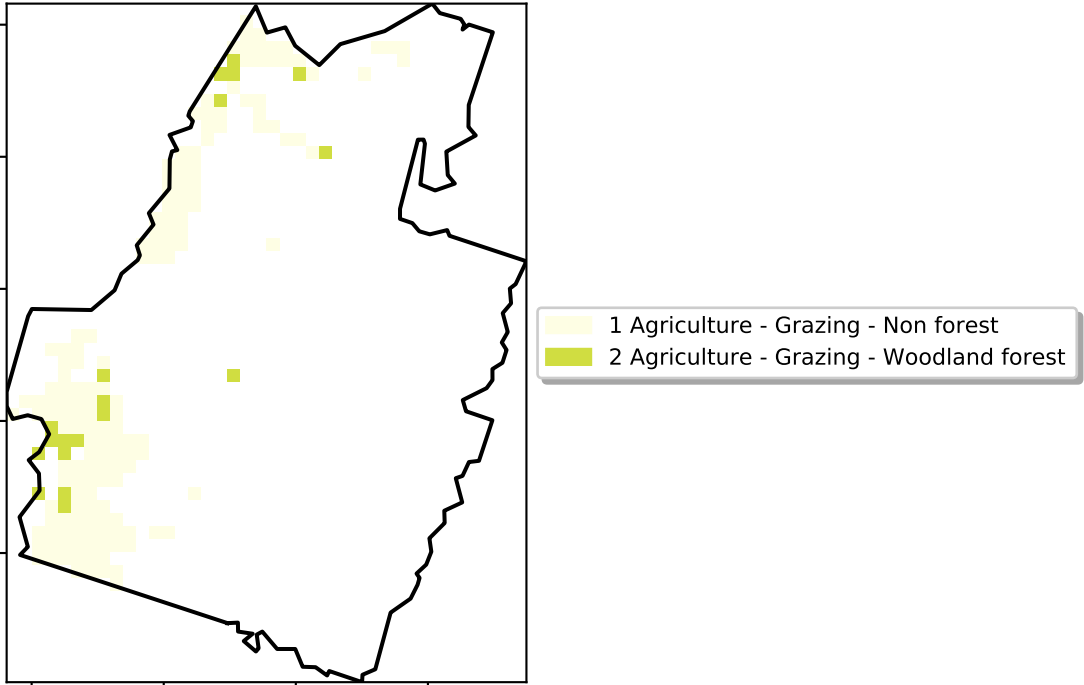 1 Agriculture - Grazing - Non forest
2 Agriculture - Grazing - Woodland forest